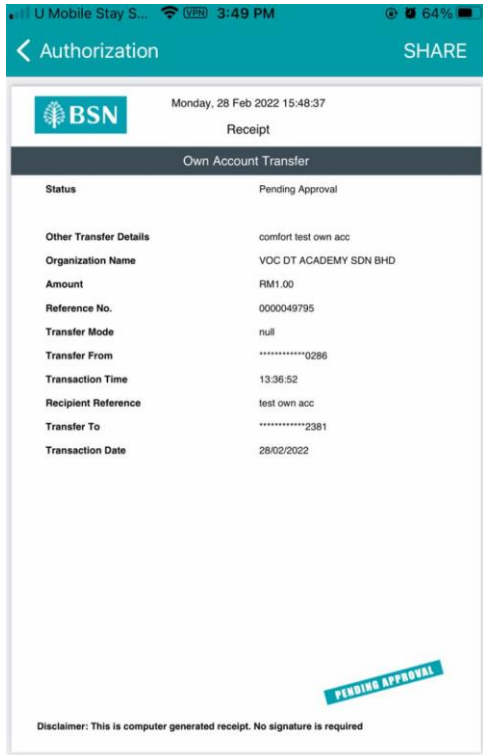 U Mobile Stay S... VPN 3:49 PM 64%
Authorization SHARE
BSN
Monday, 28 Feb 2022 15:48:37
Receipt
Own Account Transfer
Status Pending Approval
Other Transfer Details comfort test own acc
Organization Name VOC DT ACADEMY SDN BHD
Amount RM1.00
Reference No. 0000049795
Transfer Mode null
Transfer From ************0286
Transaction Time 13:36:52
Recipient Reference test own acc
Transfer To ************2381
Transaction Date 28/02/2022
PENDING APPROVAL
Disclaimer: This is computer generated receipt. No signature is required